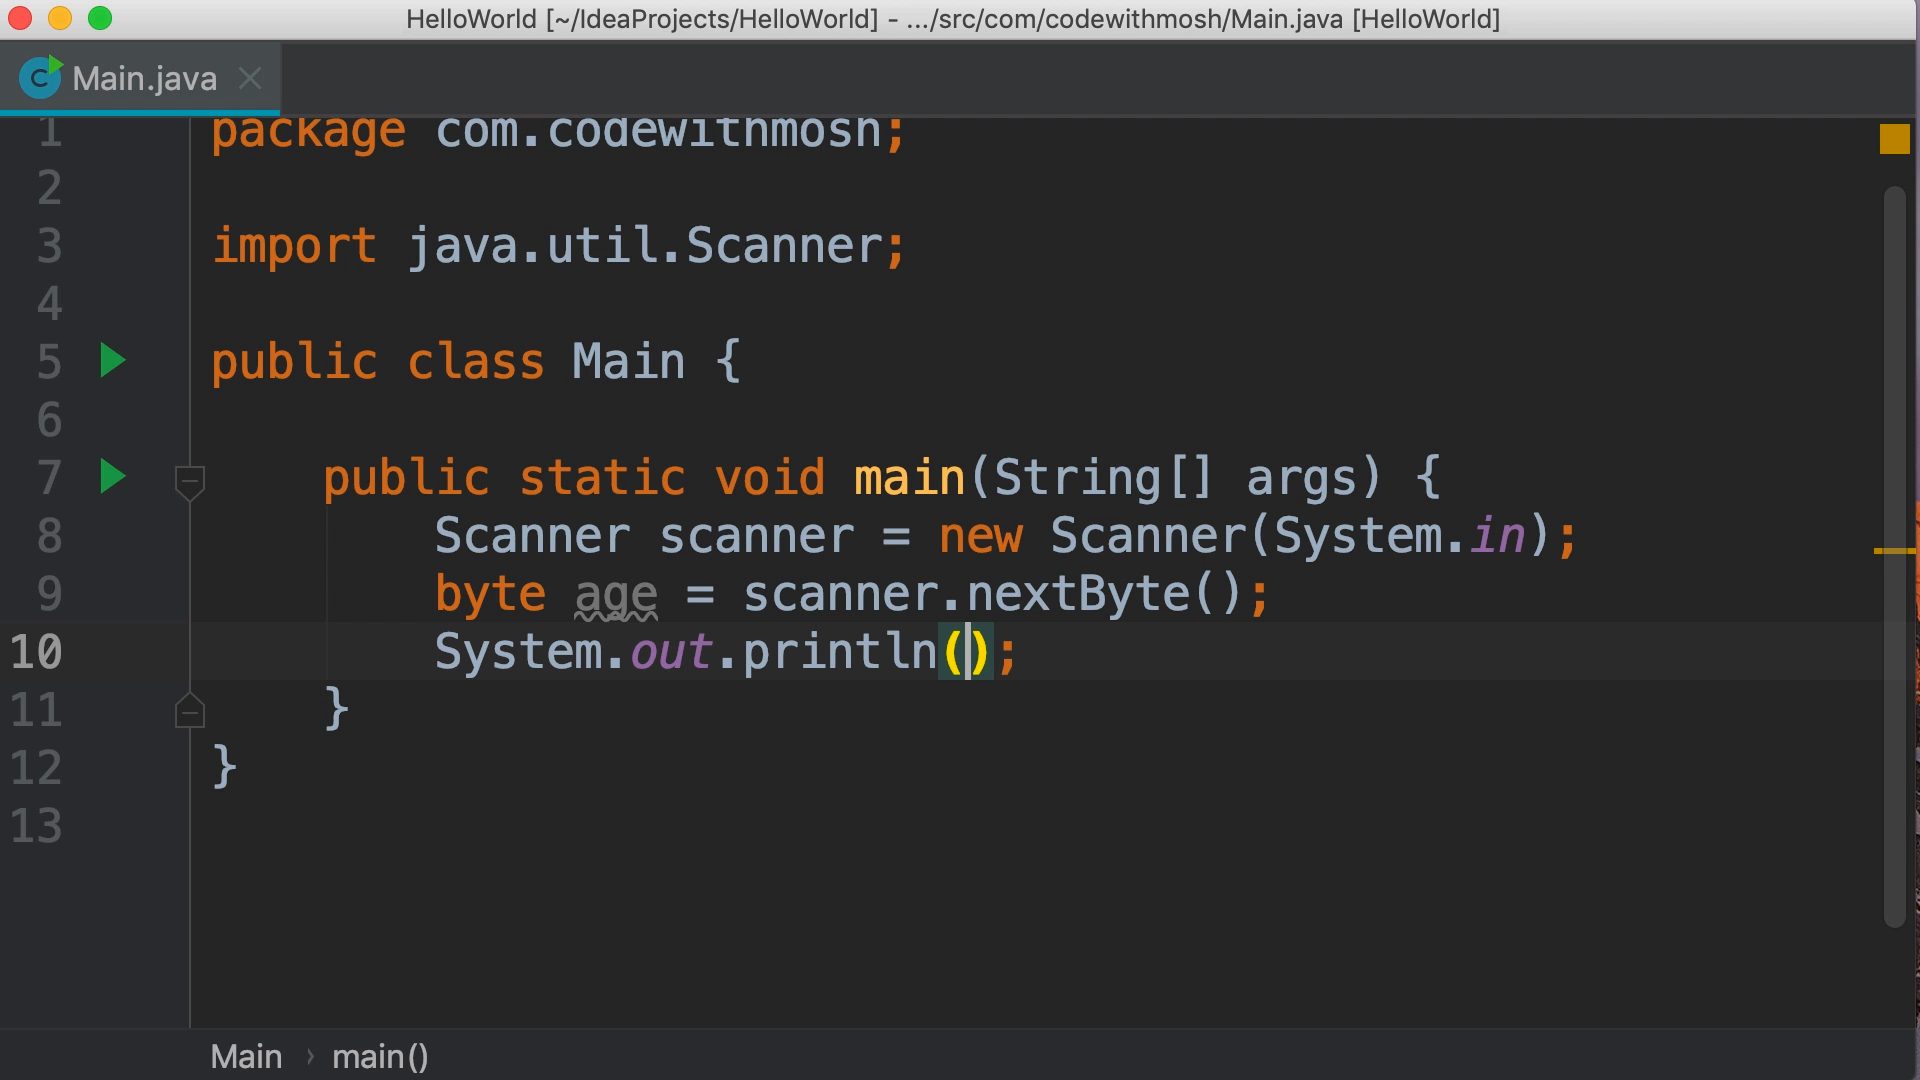 HelloWorld [~/IdeaProjects/HelloWorld] - .../src/com/codewithmosh/Main.java [HelloWorld]
C Main.java
1 package com.codewithmosh;
2
3 import java.util.Scanner;
4
5 public class Main {
6
7 public static void main(String[] args) {
8 Scanner scanner = new Scanner(System.in);
9 byte age = scanner.nextByte();
10 System.out.println();
11 }
12 }
13
Main › main()